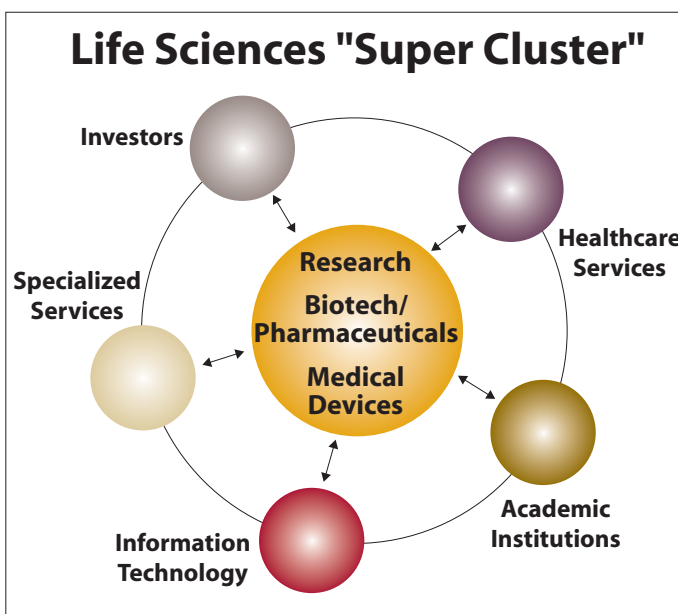 Life Sciences "Super Cluster"
Investors
Healthcare
Services
Specialized
Services
Research
Biotech/
Pharmaceuticals
Medical
Devices
Academic
Institutions
Information
Technology